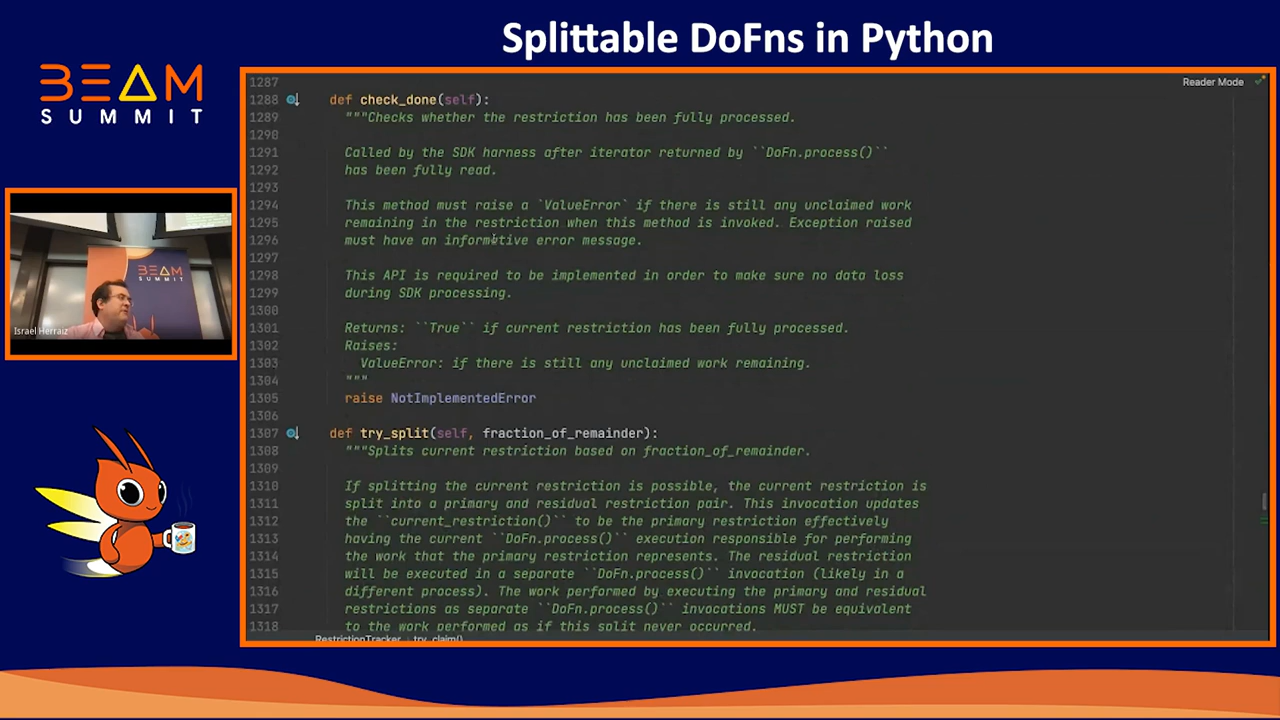 Splittable DoFns in Python
BEAM
SUMMIT
BEAM
SUMMIT
Israel Herraiz
Reader Mode
1287
1288 def check_done(self):
1289 """Checks whether the restriction has been fully processed.
1290
1291 Called by the SDK harness after iterator returned by ``DoFn.process()``
1292 has been fully read.
1293
1294 This method must raise a `ValueError` if there is still any unclaimed work
1295 remaining in the restriction when this method is invoked. Exception raised
1296 must have an informative error message.
1297
1298 This API is required to be implemented in order to make sure no data loss
1299 during SDK processing.
1300
1301 Returns: ``True`` if current restriction has been fully processed.
1302 Raises:
1303 ValueError: if there is still any unclaimed work remaining.
1304 """
1305 raise NotImplementedError
1306
1307 def try_split(self, fraction_of_remainder):
1308 """Splits current restriction based on fraction_of_remainder.
1309
1310 If splitting the current restriction is possible, the current restriction is
1311 split into a primary and residual restriction pair. This invocation updates
1312 the ``current_restriction()`` to be the primary restriction effectively
1313 having the current ``DoFn.process()`` execution responsible for performing
1314 the work that the primary restriction represents. The residual restriction
1315 will be executed in a separate ``DoFn.process()`` invocation (likely in a
1316 different process). The work performed by executing the primary and residual
1317 restrictions as separate ``DoFn.process()`` invocations MUST be equivalent
1318 to the work performed as if this split never occurred.
RestrictionTracker › try_claim()